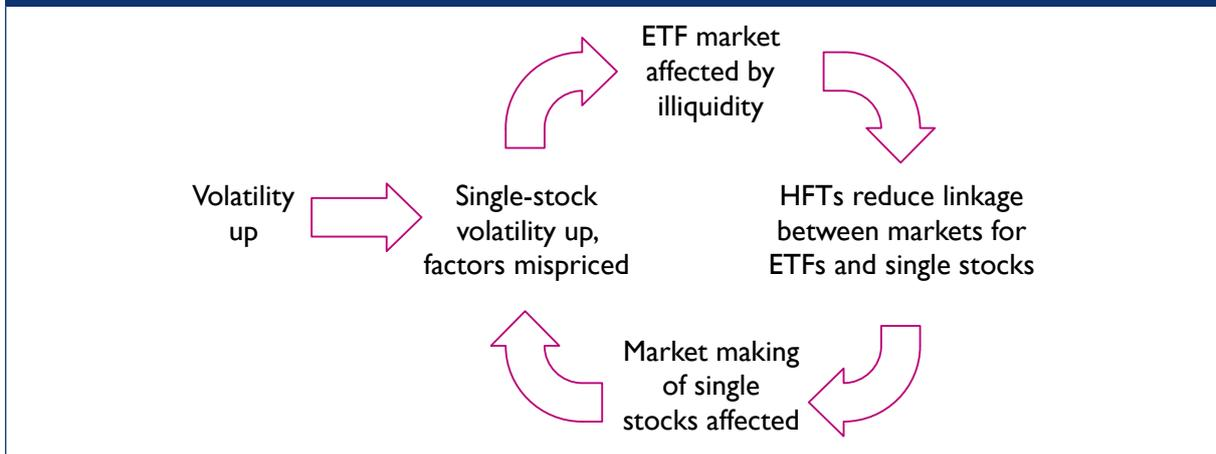 ETF market
affected by
illiquidity
Volatility
up
Single-stock
volatility up,
factors mispriced
HFTs reduce linkage
between markets for
ETFs and single stocks
Market making
of single
stocks affected